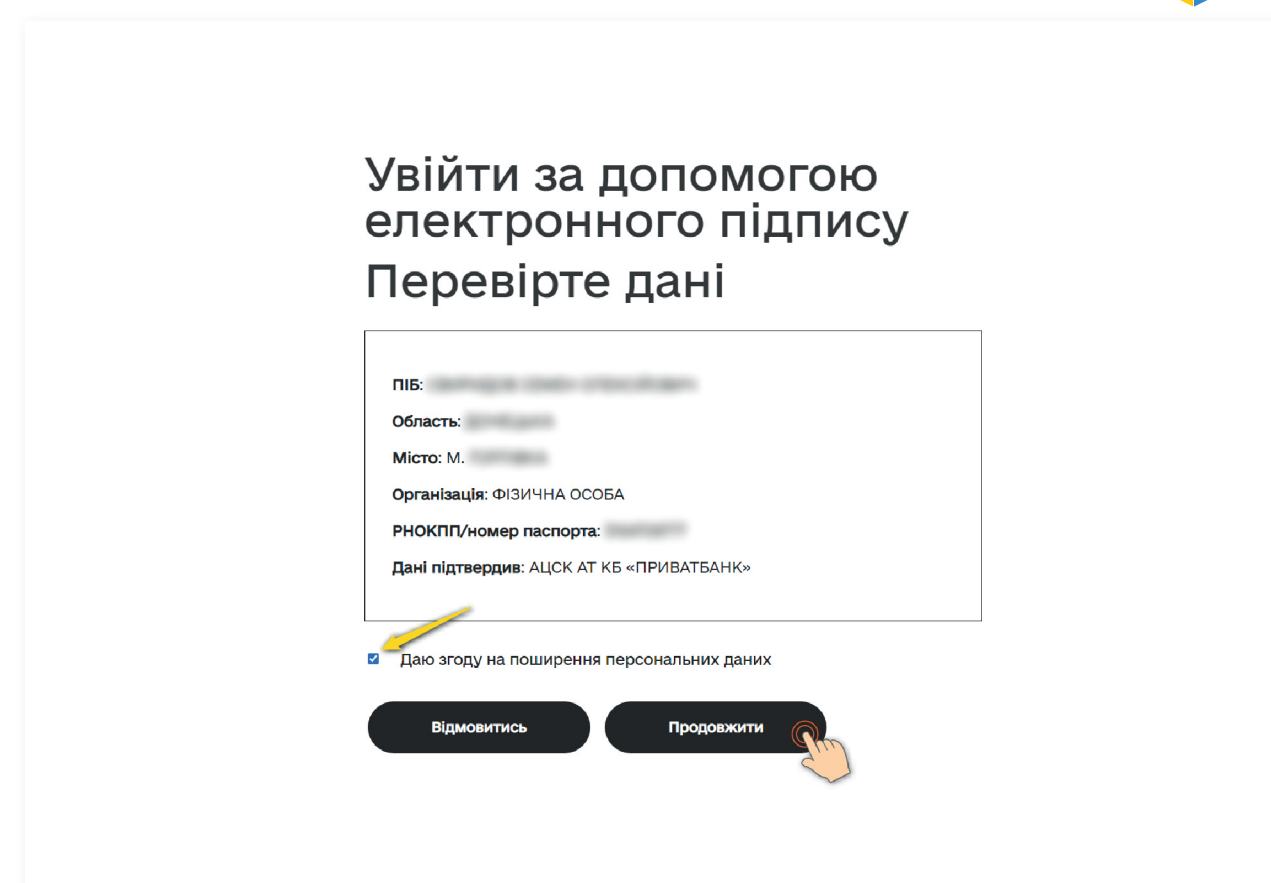 Увійти за допомогою
електронного підпису
Перевірте дані
ПІБ:
Область:
Місто: М.
Організація: ФІЗИЧНА ОСОБА
РНОКПП/номер паспорта:
Дані підтвердив: АЦСК АТ КБ «ПРИВАТБАНК»
Даю згоду на поширення персональних даних
Відмовитись Продовжити